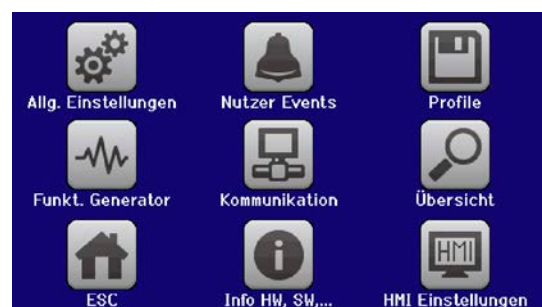 Allg. Einstellungen Nutzer Events Profile
Funkt. Generator Kommunikation Übersicht
HMI
ESC Info HW, SW,... HMI Einstellungen